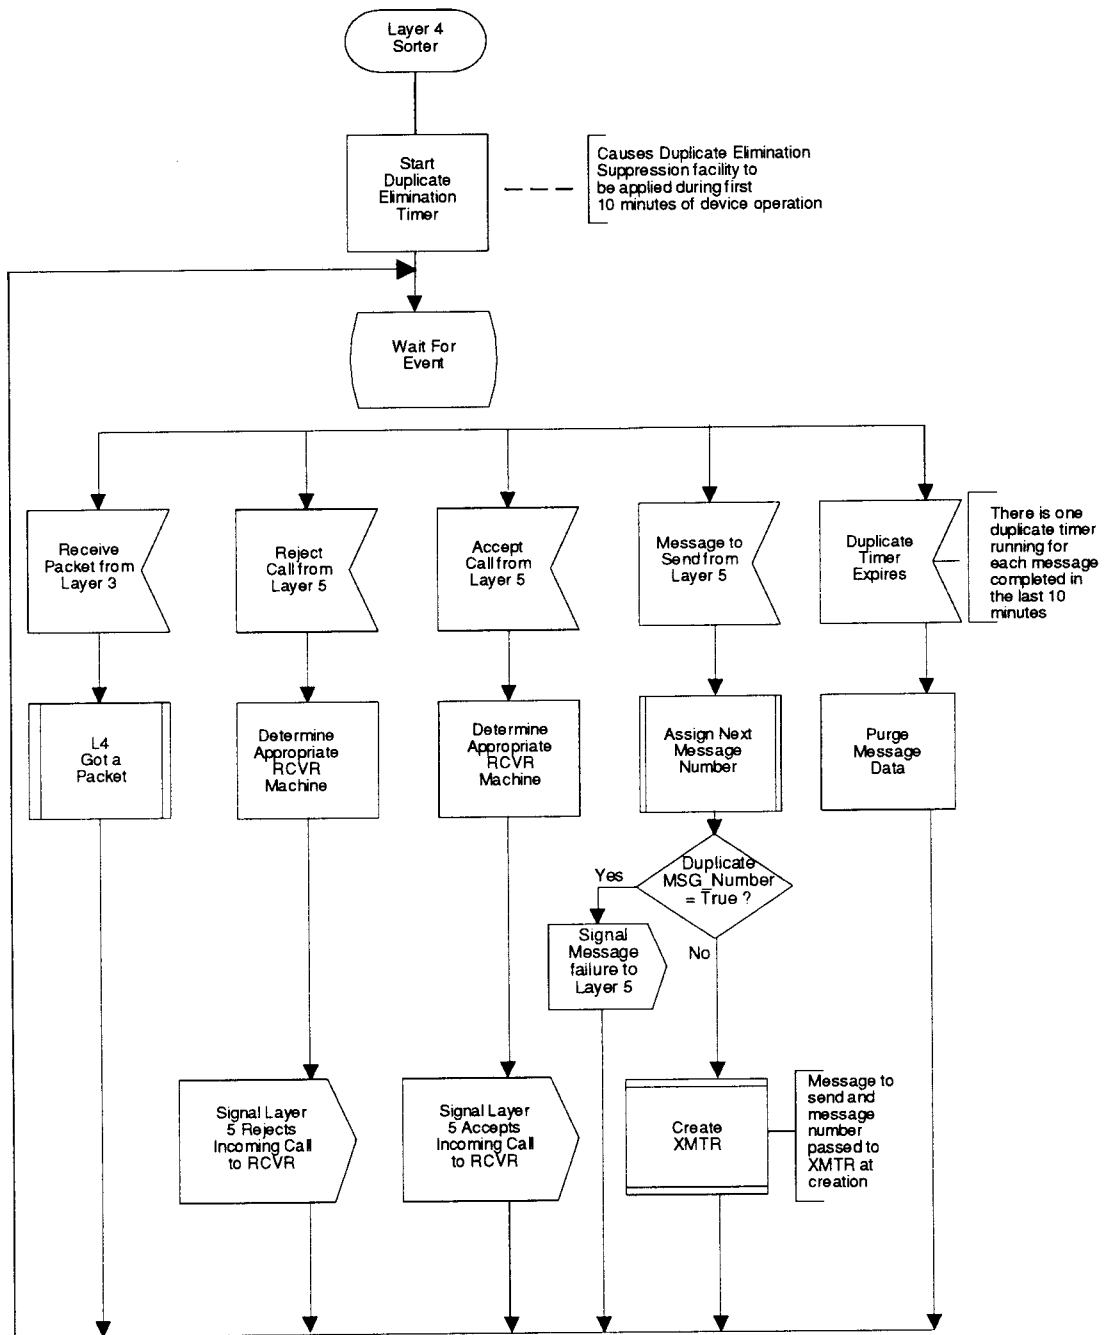 Layer 4
Sorter
Start
Duplicate
Elimination
Timer
Causes Duplicate Elimination
Suppression facility to
be applied during first
10 minutes of device operation
Wait For
Event
Receive
Packet from
Layer 3
Reject
Call from
Layer 5
Accept
Call from
Layer 5
Message to
Send from
Layer 5
Duplicate
Timer
Expires
There is one
duplicate timer
running for
each message
completed in
the last 10
minutes
L4
Got a
Packet
Determine
Appropriate
RCVR
Machine
Determine
Appropriate
RCVR
Machine
Assign Next
Message
Number
Purge
Message
Data
Duplicate
MSG_Number
= True ?
Yes
No
Signal
Message
failure to
Layer 5
Signal Layer
5 Rejects
Incoming Call
to RCVR
Signal Layer
5 Accepts
Incoming Call
to RCVR
Create
XMTR
Message to
send and
message
number
passed to
XMTR at
creation